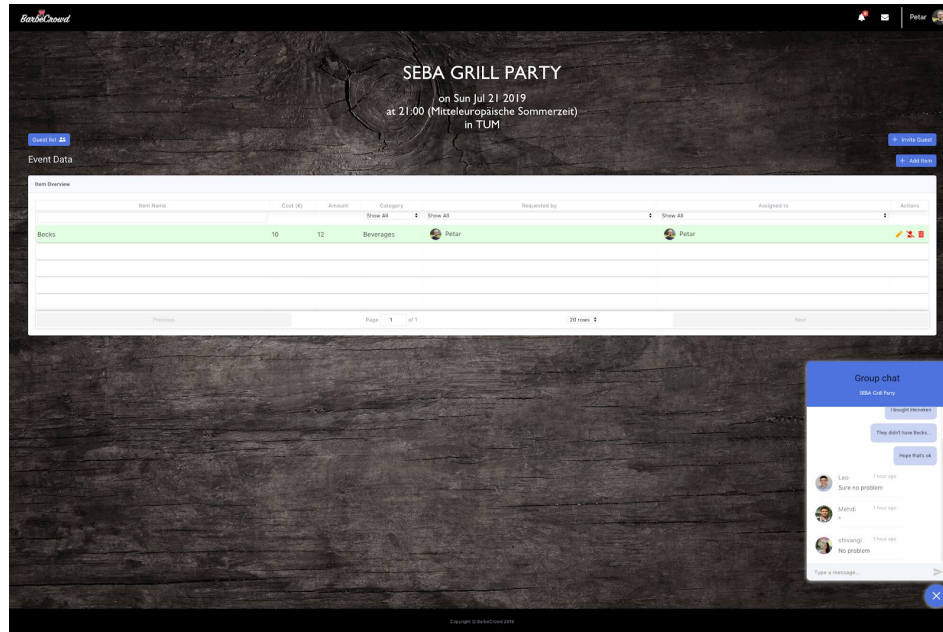 BarbeCrowd
Petar
SEBA GRILL PARTY
on Sun Jul 21 2019
at 21:00 (Mitteleuropäische Sommerzeit)
in TUM
Guest list
+ Invite Guest
Event Data
+ Add Item
Item Overview
Item Name Cost (€) Amount Category Requested by Assigned to Actions
Show All Show All Show All
Becks 10 12 Beverages Petar Petar
Previous Page 1 of 1 20 rows Next
Group chat
SEBA Grill Party
I bought Heineken
They didn't have Becks...
Hope that's ok
Leo 1 hour ago
Sure no problem
Mehdi 1 hour ago
+
shivangi 1 hour ago
No problem
Type a message...
Copyright © BarbeCrowd 2019